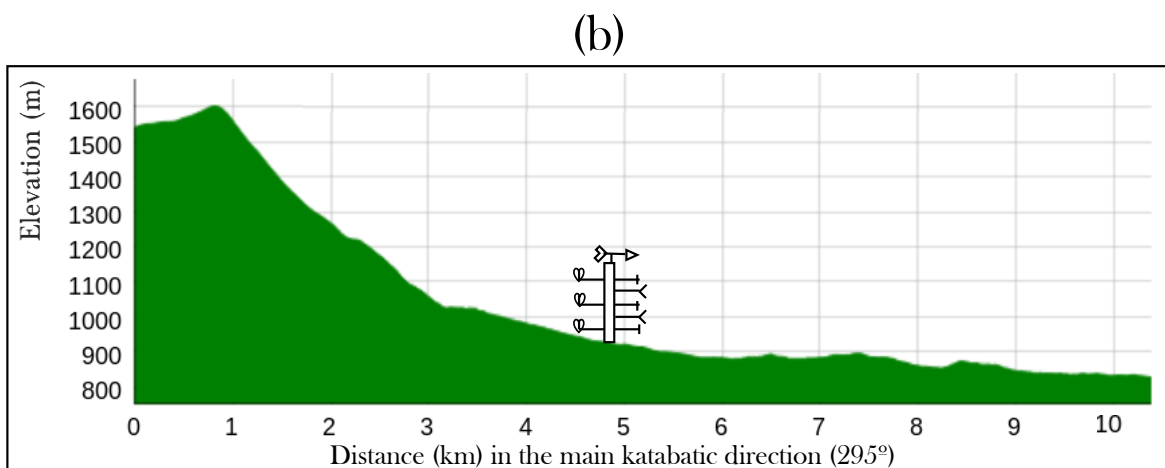 (b)
Elevation (m)
1600
1500
1400
1300
1200
1100
1000
900
800
0 1 2 3 4 5 6 7 8 9 10
Distance (km) in the main katabatic direction (295º)